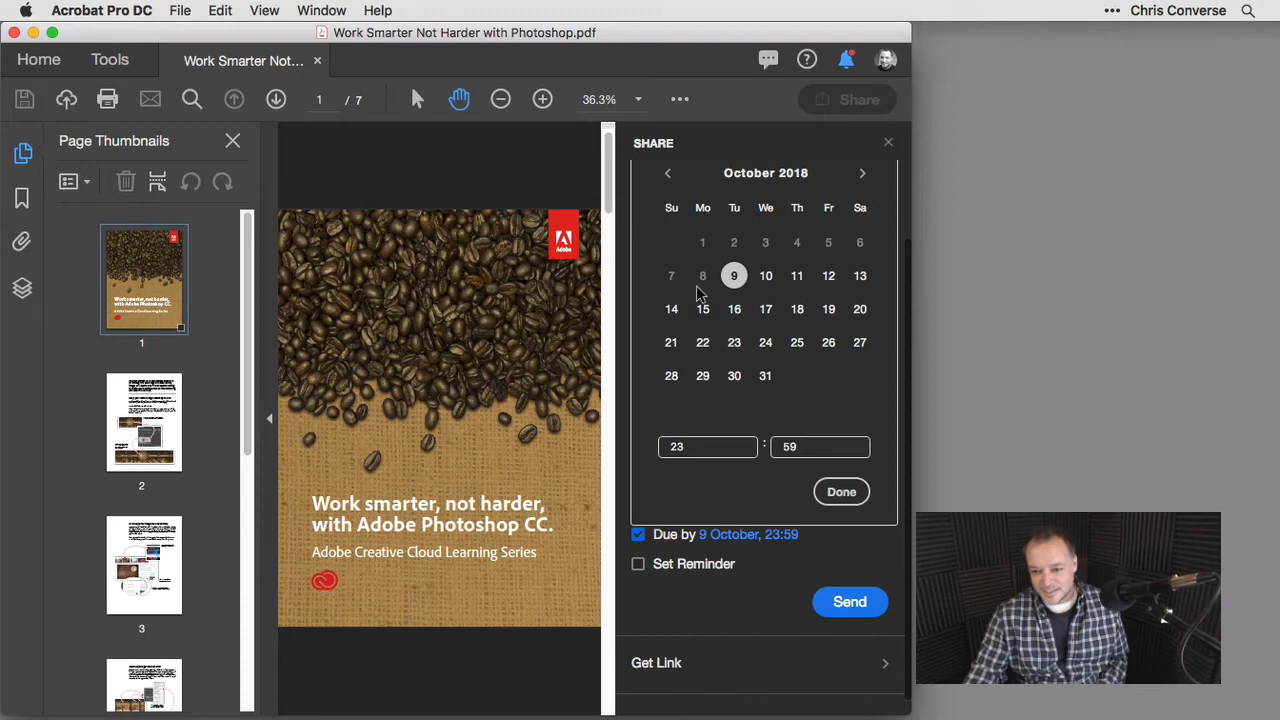 Acrobat Pro DC File Edit View Window Help
Chris Converse
Work Smarter Not Harder with Photoshop.pdf
Home Tools Work Smarter Not...
1 / 7
36.3%
Share
Page Thumbnails
1
2
3
Adobe
Work smarter, not harder,
with Adobe Photoshop CC.
Adobe Creative Cloud Learning Series
SHARE
October 2018
Su Mo Tu We Th Fr Sa
1 2 3 4 5 6
7 8 9 10 11 12 13
14 15 16 17 18 19 20
21 22 23 24 25 26 27
28 29 30 31
23 : 59
Done
Due by 9 October, 23:59
Set Reminder
Send
Get Link